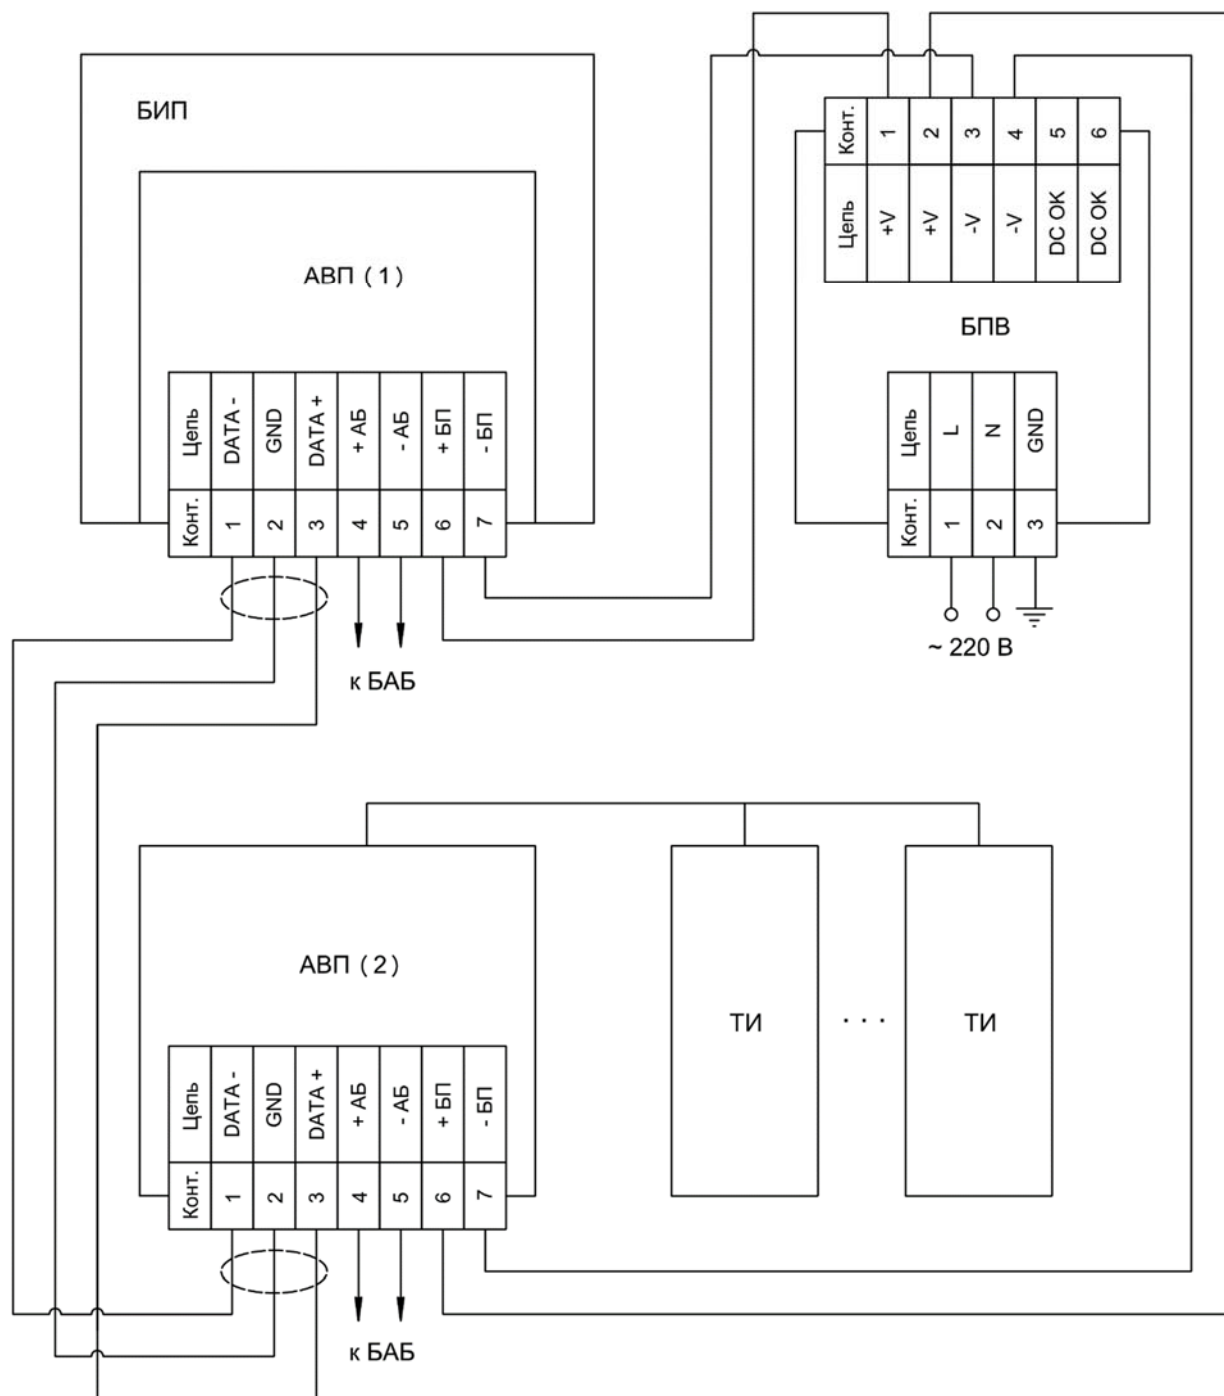 БИП
АВП (1)
Цепь DATA - GND DATA + + АБ - АБ + БП - БП
Конт. 1 2 3 4 5 6 7
к БАБ
Конт. 1 2 3 4 5 6
Цепь +V +V -V -V DC OK DC OK
БПВ
Цепь L N GND
Конт. 1 2 3
~ 220 В
АВП (2)
Цепь DATA - GND DATA + + АБ - АБ + БП - БП
Конт. 1 2 3 4 5 6 7
к БАБ
ТИ . . . ТИ